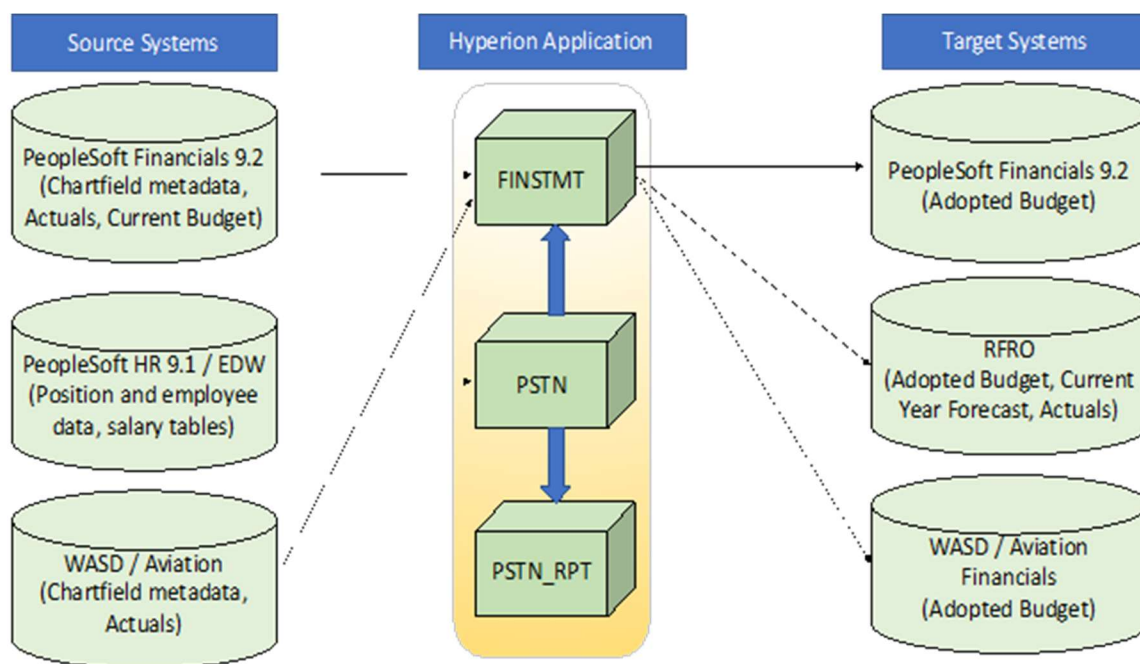 Source Systems
Hyperion Application
Target Systems
PeopleSoft Financials 9.2
(Chartfield metadata,
Actuals, Current Budget)
FINSTMT
PeopleSoft Financials 9.2
(Adopted Budget)
PeopleSoft HR 9.1 / EDW
(Position and employee
data, salary tables)
PSTN
RFRO
(Adopted Budget, Current
Year Forecast, Actuals)
WASD / Aviation
(Chartfield metadata,
Actuals)
PSTN_RPT
WASD / Aviation
Financials
(Adopted Budget)